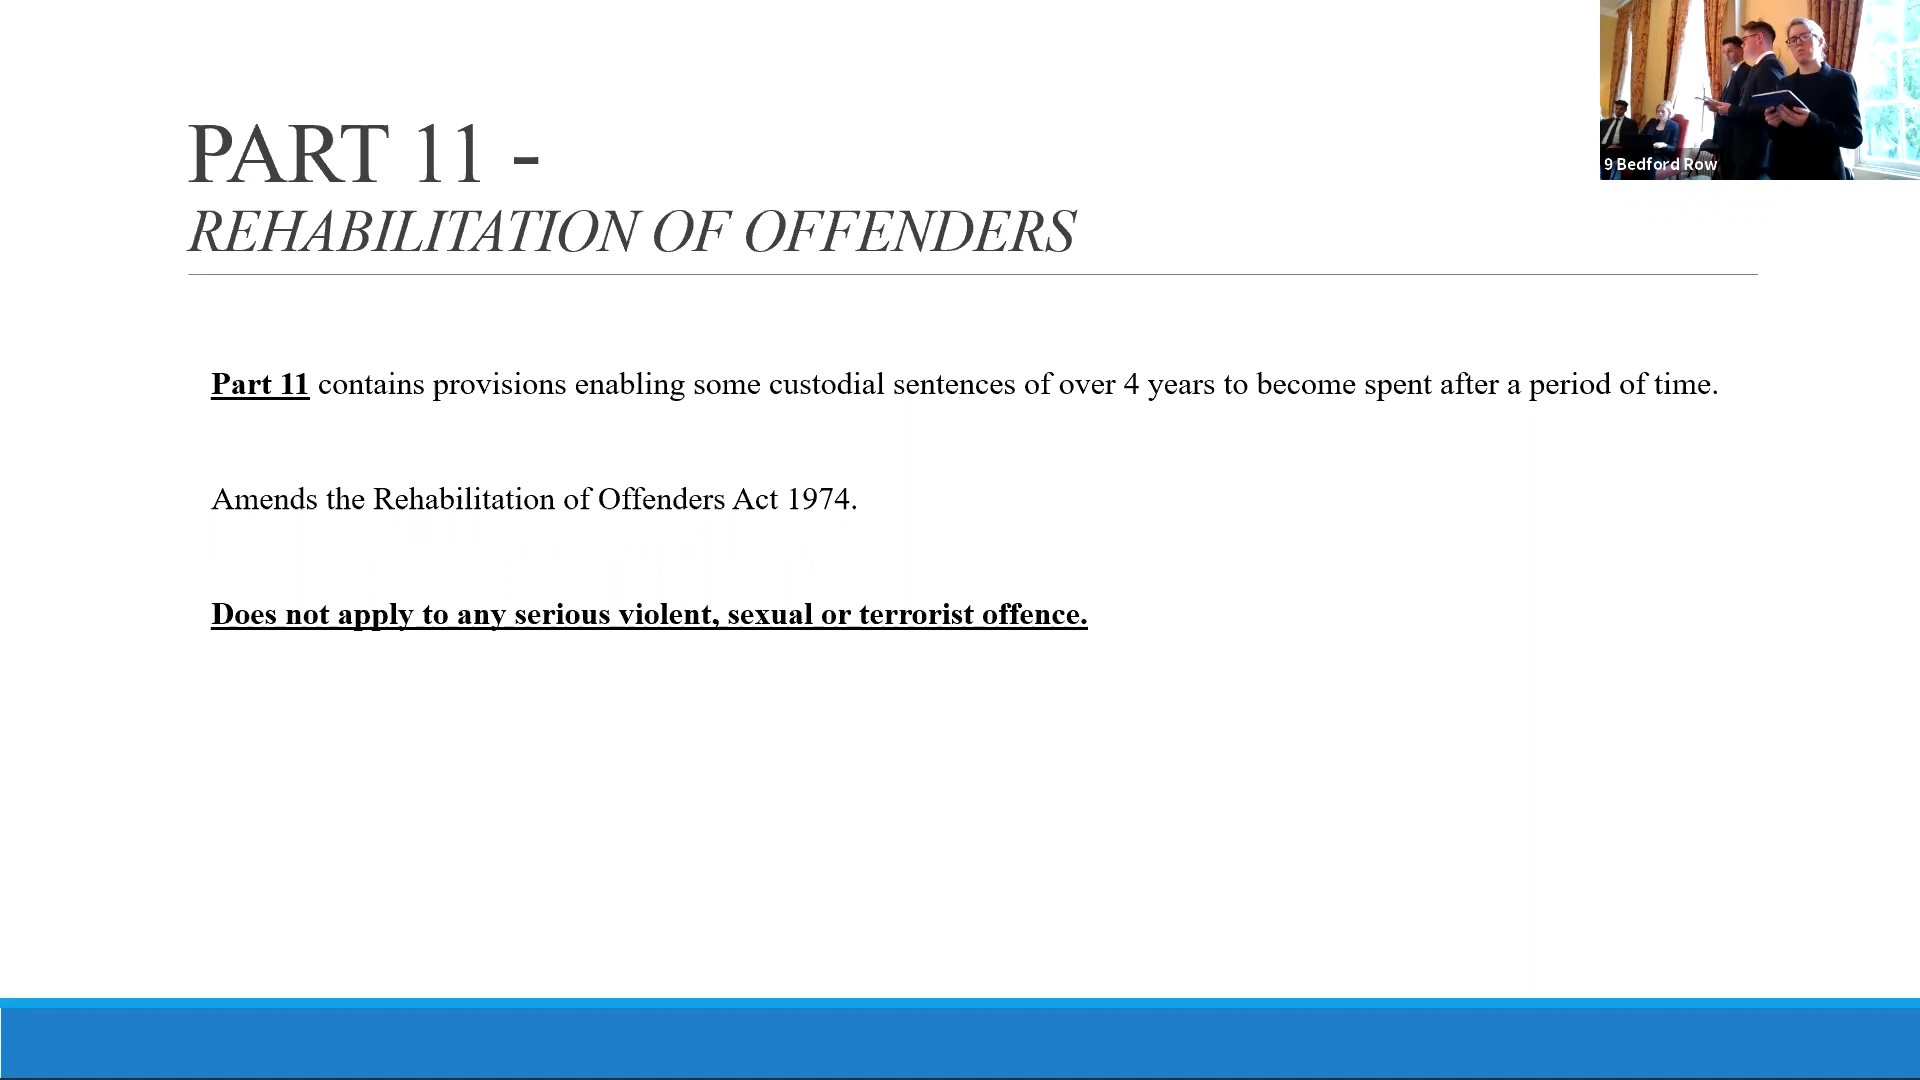 PART 11 -
REHABILITATION OF OFFENDERS
9 Bedford Row
Part 11 contains provisions enabling some custodial sentences of over 4 years to become spent after a period of time.
Amends the Rehabilitation of Offenders Act 1974.
Does not apply to any serious violent, sexual or terrorist offence.